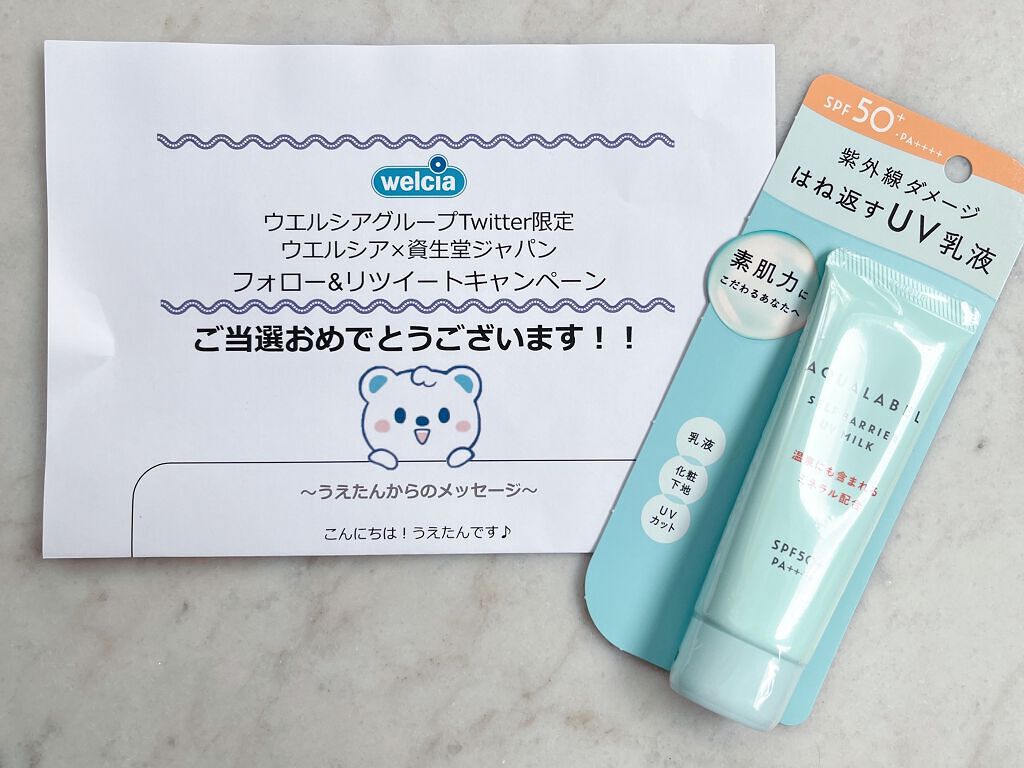 welcia
ウエルシアグループTwitter限定
ウエルシア×資生堂ジャパン
フォロー&リツイートキャンペーン
ご当選おめでとうございます！！
～うえたんからのメッセージ～
こんにちは！うえたんです♪
SPF 50+ ・PA++++
紫外線ダメージ
はね返すUV乳液
素肌力に
こだわるあなたへ
乳液
化粧
下地
UV
カット
AQUALABEL
UV MILK
温泉にも含まれる
ミネラル配合
SPF50+